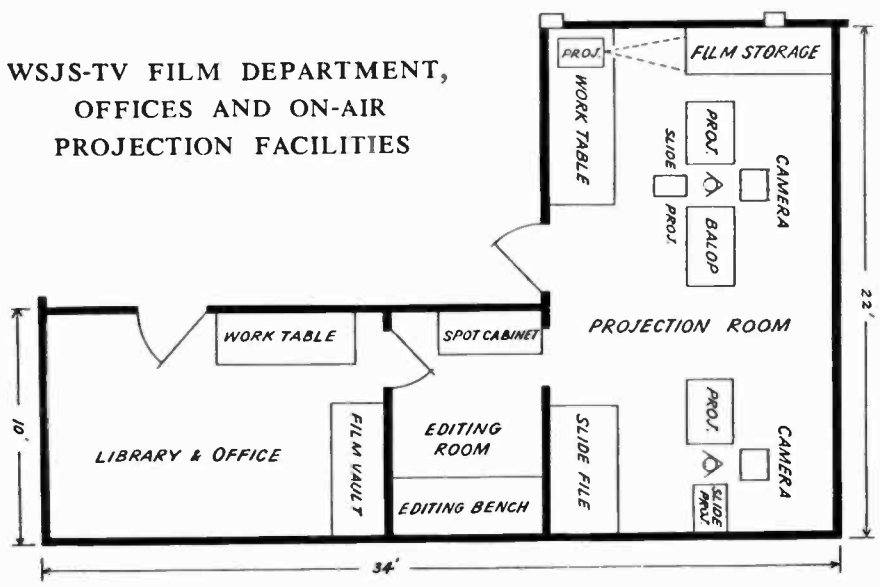 WSJS-TV FILM DEPARTMENT,
OFFICES AND ON-AIR
PROJECTION FACILITIES
PROJ.
FILM STORAGE
WORK TABLE
PROJ.
SLIDE
PROJ.
CAMERA
BALOP
22'
PROJECTION ROOM
WORK TABLE
SPOT CABINET
10'
LIBRARY & OFFICE
FILM VAULT
EDITING
ROOM
EDITING BENCH
SLIDE FILE
PROJ.
CAMERA
SLIDE
PROJ.
34'